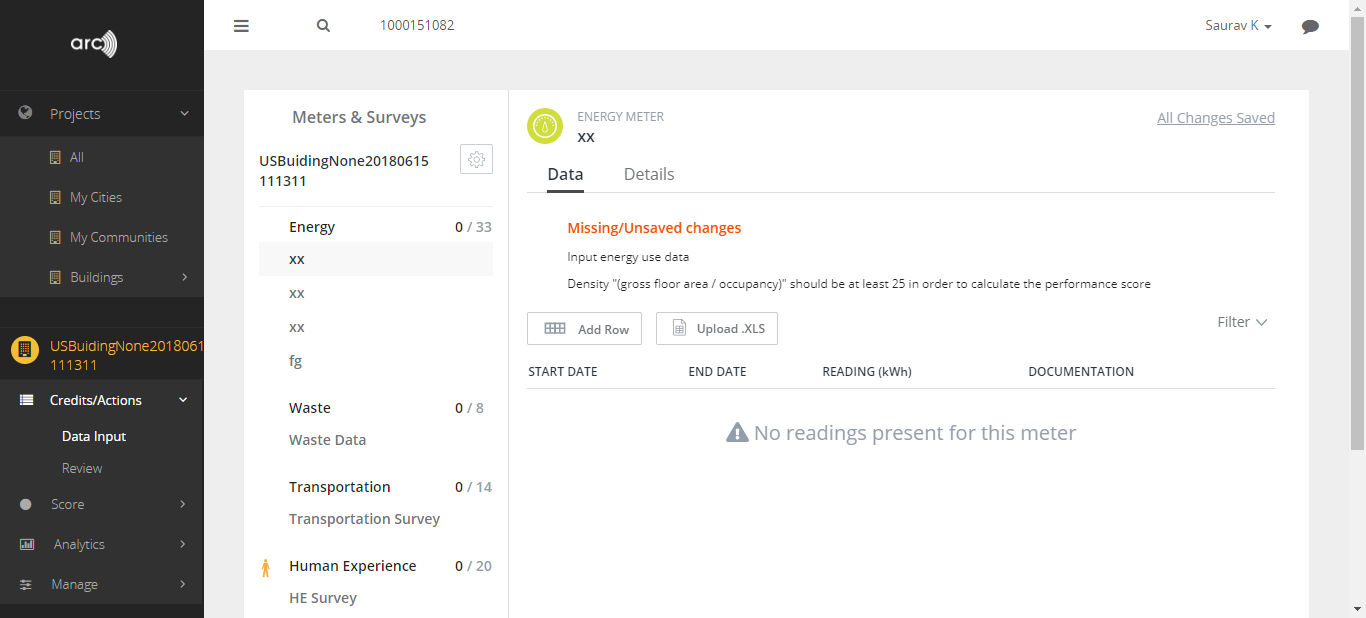 arc
1000151082
Saurav K
Projects
All
My Cities
My Communities
Buildings
USBuidingNone2018061
111311
Credits/Actions
Data Input
Review
Score
Analytics
Manage
Meters & Surveys
USBuidingNone20180615
111311
Energy 0 / 33
xx
xx
xx
fg
Waste 0 / 8
Waste Data
Transportation 0 / 14
Transportation Survey
Human Experience 0 / 20
HE Survey
ENERGY METER
xx
All Changes Saved
Data Details
Missing/Unsaved changes
Input energy use data
Density "(gross floor area / occupancy)" should be at least 25 in order to calculate the performance score
Add Row Upload .XLS Filter
START DATE END DATE READING (kWh) DOCUMENTATION
No readings present for this meter